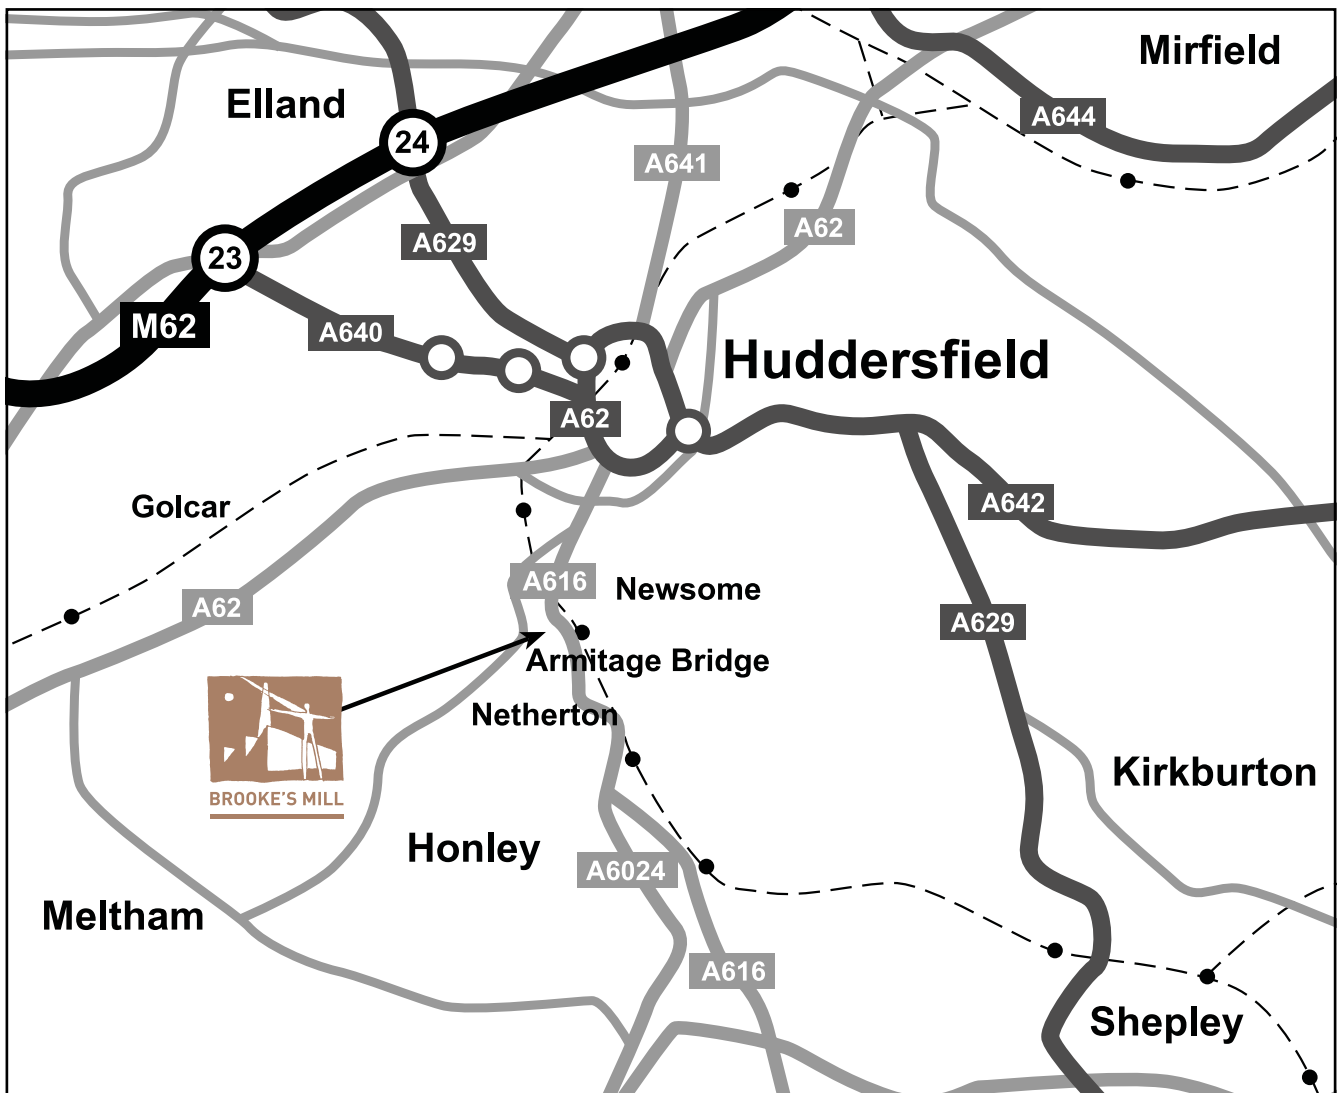 Mirfield
Elland
A644
24
A641
A62
A629
23
M62
A640
Huddersfield
A62
A642
Golcar
A616
Newsome
A62
A629
Armitage Bridge
Netherton
Kirkburton
BROOKE'S MILL
Honley
A6024
Meltham
A616
Shepley